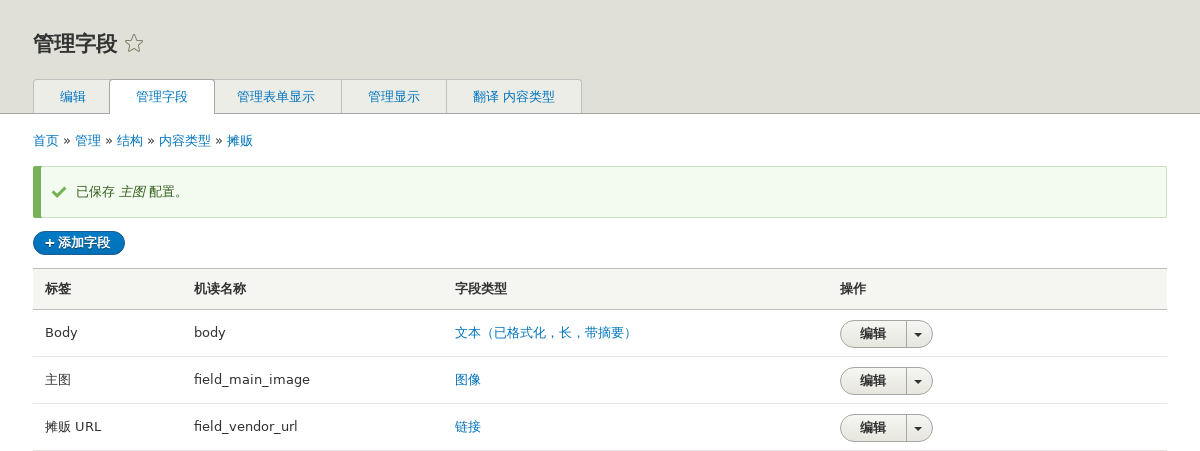 管理字段
编辑 管理字段 管理表单显示 管理显示 翻译 内容类型
首页 » 管理 » 结构 » 内容类型 » 摊贩
已保存 主图 配置。
+ 添加字段
标签 机读名称 字段类型 操作
Body body 文本（已格式化，长，带摘要） 编辑
主图 field_main_image 图像 编辑
摊贩 URL field_vendor_url 链接 编辑